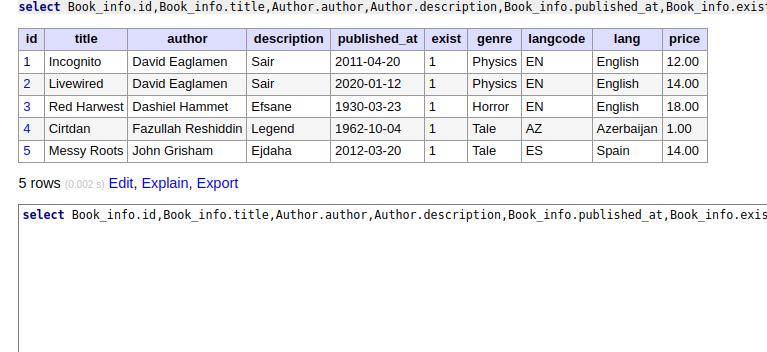 select Book_info.id,Book_info.title,Author.author,Author.description,Book_info.published_at,Book_info.exist
id title author description published_at exist genre langcode lang price
1 Incognito David Eaglamen Sair 2011-04-20 1 Physics EN English 12.00
2 Livewired David Eaglamen Sair 2020-01-12 1 Physics EN English 14.00
3 Red Harwest Dashiel Hammet Efsane 1930-03-23 1 Horror EN English 18.00
4 Cirtdan Fazullah Reshiddin Legend 1962-10-04 1 Tale AZ Azerbaijan 1.00
5 Messy Roots John Grisham Ejdaha 2012-03-20 1 Tale ES Spain 14.00
5 rows (0.002 s) Edit, Explain, Export
select Book_info.id,Book_info.title,Author.author,Author.description,Book_info.published_at,Book_info.exis